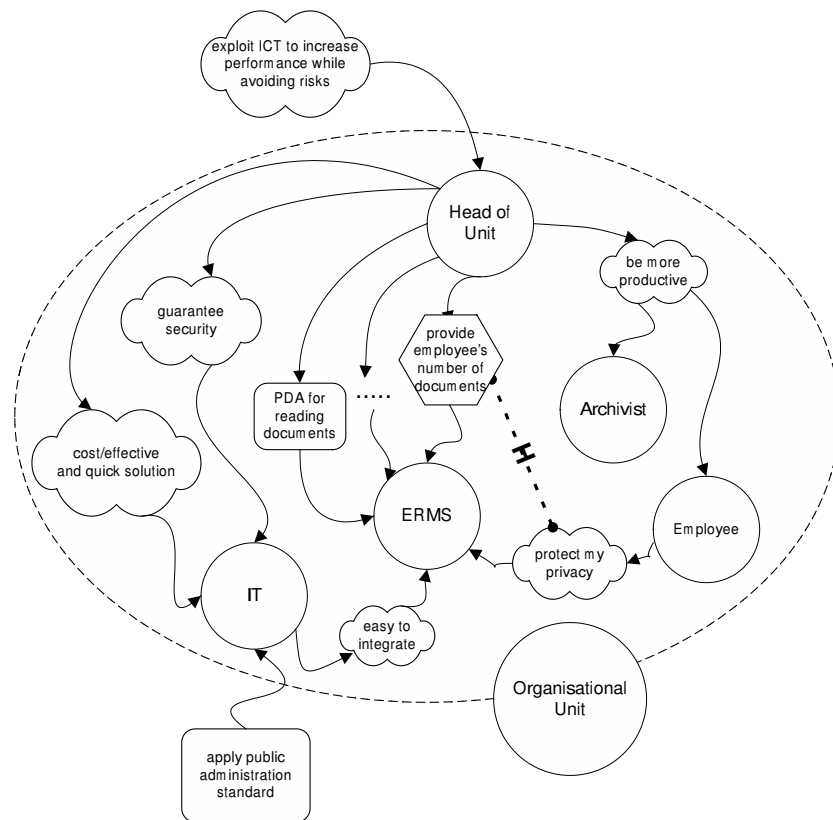 exploit ICT to increase
performance while
avoiding risks
Head of
Unit
be more
productive
guarantee
security
provide
employee's
number of
documents
PDA for
reading
documents
.....
Archivist
cost/effective
and quick solution
ERMS
H
Employee
protect my
privacy
IT
easy to
integrate
Organisational
Unit
apply public
administration
standard